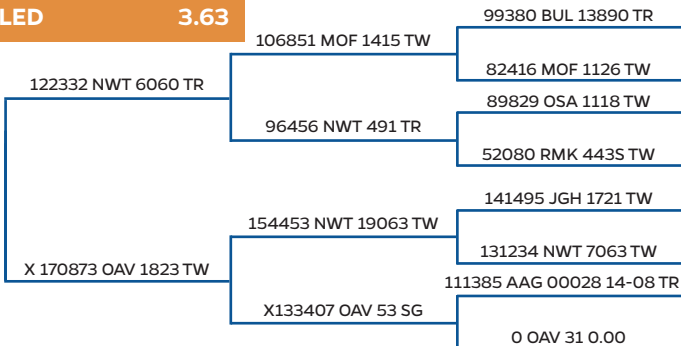 LED 3.63
99380 BUL 13890 TR
106851 MOF 1415 TW
82416 MOF 1126 TW
122332 NWT 6060 TR
89829 OSA 1118 TW
96456 NWT 491 TR
52080 RMK 443S TW
141495 JGH 1721 TW
154453 NWT 19063 TW
131234 NWT 7063 TW
X 170873 OAV 1823 TW
111385 AAG 00028 14-08 TR
X133407 OAV 53 SG
0 OAV 31 0.00